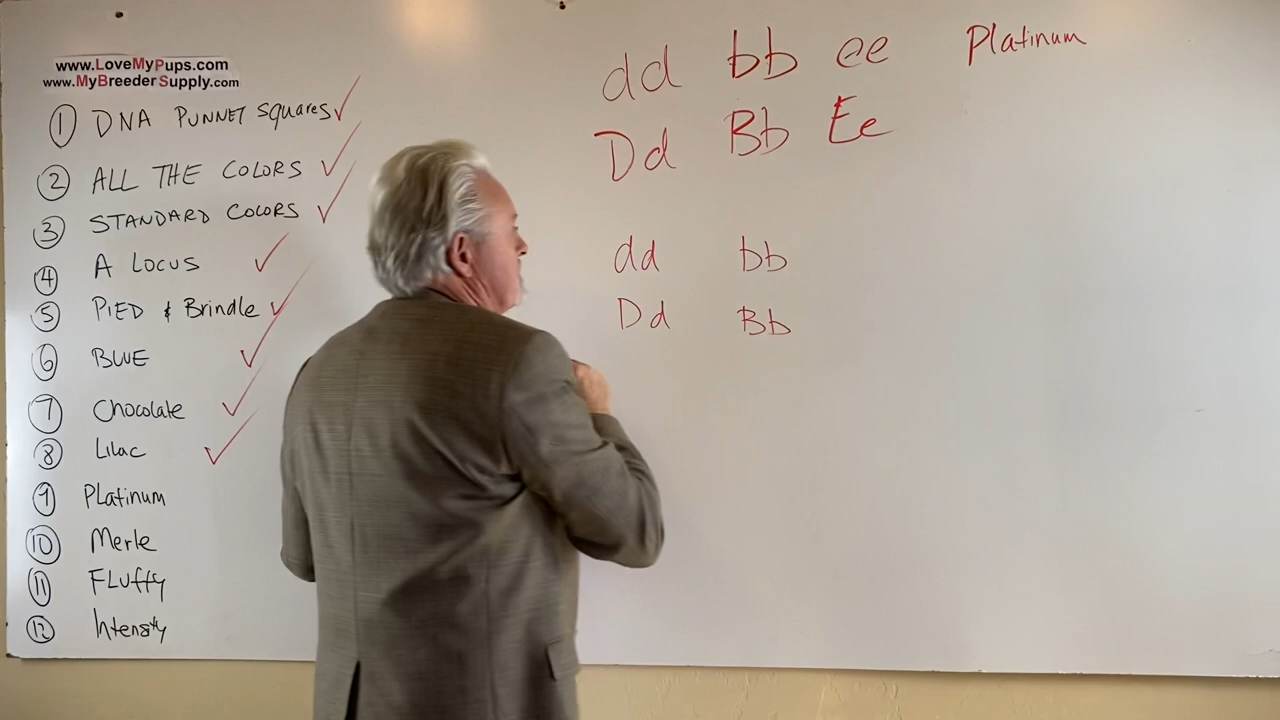 www.LoveMyPups.com
www.MyBreederSupply.com
1 DNA PUNNET SQUARES ✓
2 ALL THE COLORS ✓
3 STANDARD COLORS ✓
4 A LOCUS ✓
5 PIED & Brindle ✓
6 BLUE ✓
7 Chocolate ✓
8 Lilac ✓
9 Platinum
10 Merle
11 FLuffy
12 Intensity
dd bb ee Platinum
Dd Bb Ee
dd bb
Dd Bb